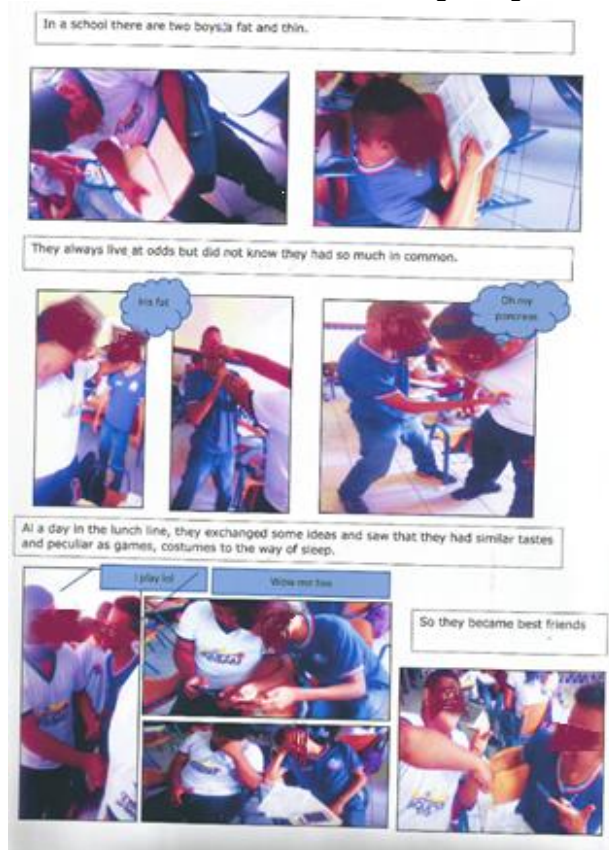 In a school there are two boys:a fat and thin.
They always live at odds but did not know they had so much in common.
fat
Oh my
pancreas
Al a day in the lunch line, they exchanged some ideas and saw that they had similar tastes
and peculiar as games, costumes to the way of sleep.
I play lol
Wow me too
So they became best friends